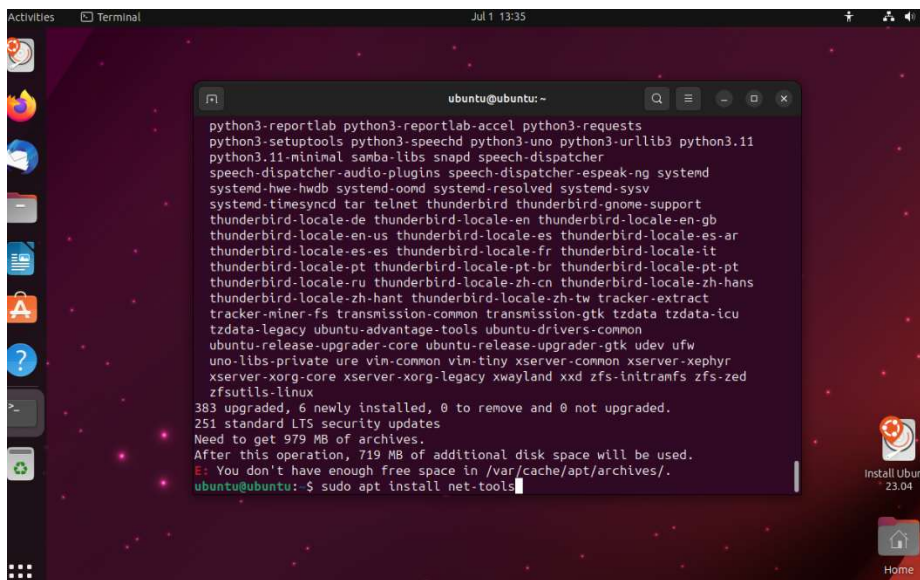 Activities Terminal Jul 1 13:35
ubuntu@ubuntu: ~
python3-reportlab python3-reportlab-accel python3-requests
python3-setuptools python3-speechd python3-uno python3-urllib3 python3.11
python3.11-minimal samba-libs snapd speech-dispatcher
speech-dispatcher-audio-plugins speech-dispatcher-espeak-ng systemd
systemd-hwe-hwdb systemd-oomd systemd-resolved systemd-sysv
systemd-timesyncd tar telnet thunderbird thunderbird-gnome-support
thunderbird-locale-de thunderbird-locale-en thunderbird-locale-en-gb
thunderbird-locale-en-us thunderbird-locale-es thunderbird-locale-es-ar
thunderbird-locale-es-es thunderbird-locale-fr thunderbird-locale-it
thunderbird-locale-pt thunderbird-locale-pt-br thunderbird-locale-pt-pt
thunderbird-locale-ru thunderbird-locale-zh-cn thunderbird-locale-zh-hans
thunderbird-locale-zh-hant thunderbird-locale-zh-tw tracker-extract
tracker-miner-fs transmission-common transmission-gtk tzdata tzdata-icu
tzdata-legacy ubuntu-advantage-tools ubuntu-drivers-common
ubuntu-release-upgrader-core ubuntu-release-upgrader-gtk udev ufw
uno-libs-private ure vim-common vim-tiny xserver-common xserver-xephyr
xserver-xorg-core xserver-xorg-legacy xwayland xxd zfs-initramfs zfs-zed
zfsutils-linux
383 upgraded, 6 newly installed, 0 to remove and 0 not upgraded.
251 standard LTS security updates
Need to get 979 MB of archives.
After this operation, 719 MB of additional disk space will be used.
E: You don't have enough free space in /var/cache/apt/archives/.
ubuntu@ubuntu:~$ sudo apt install net-tools
Install Ubun
23.04
Home